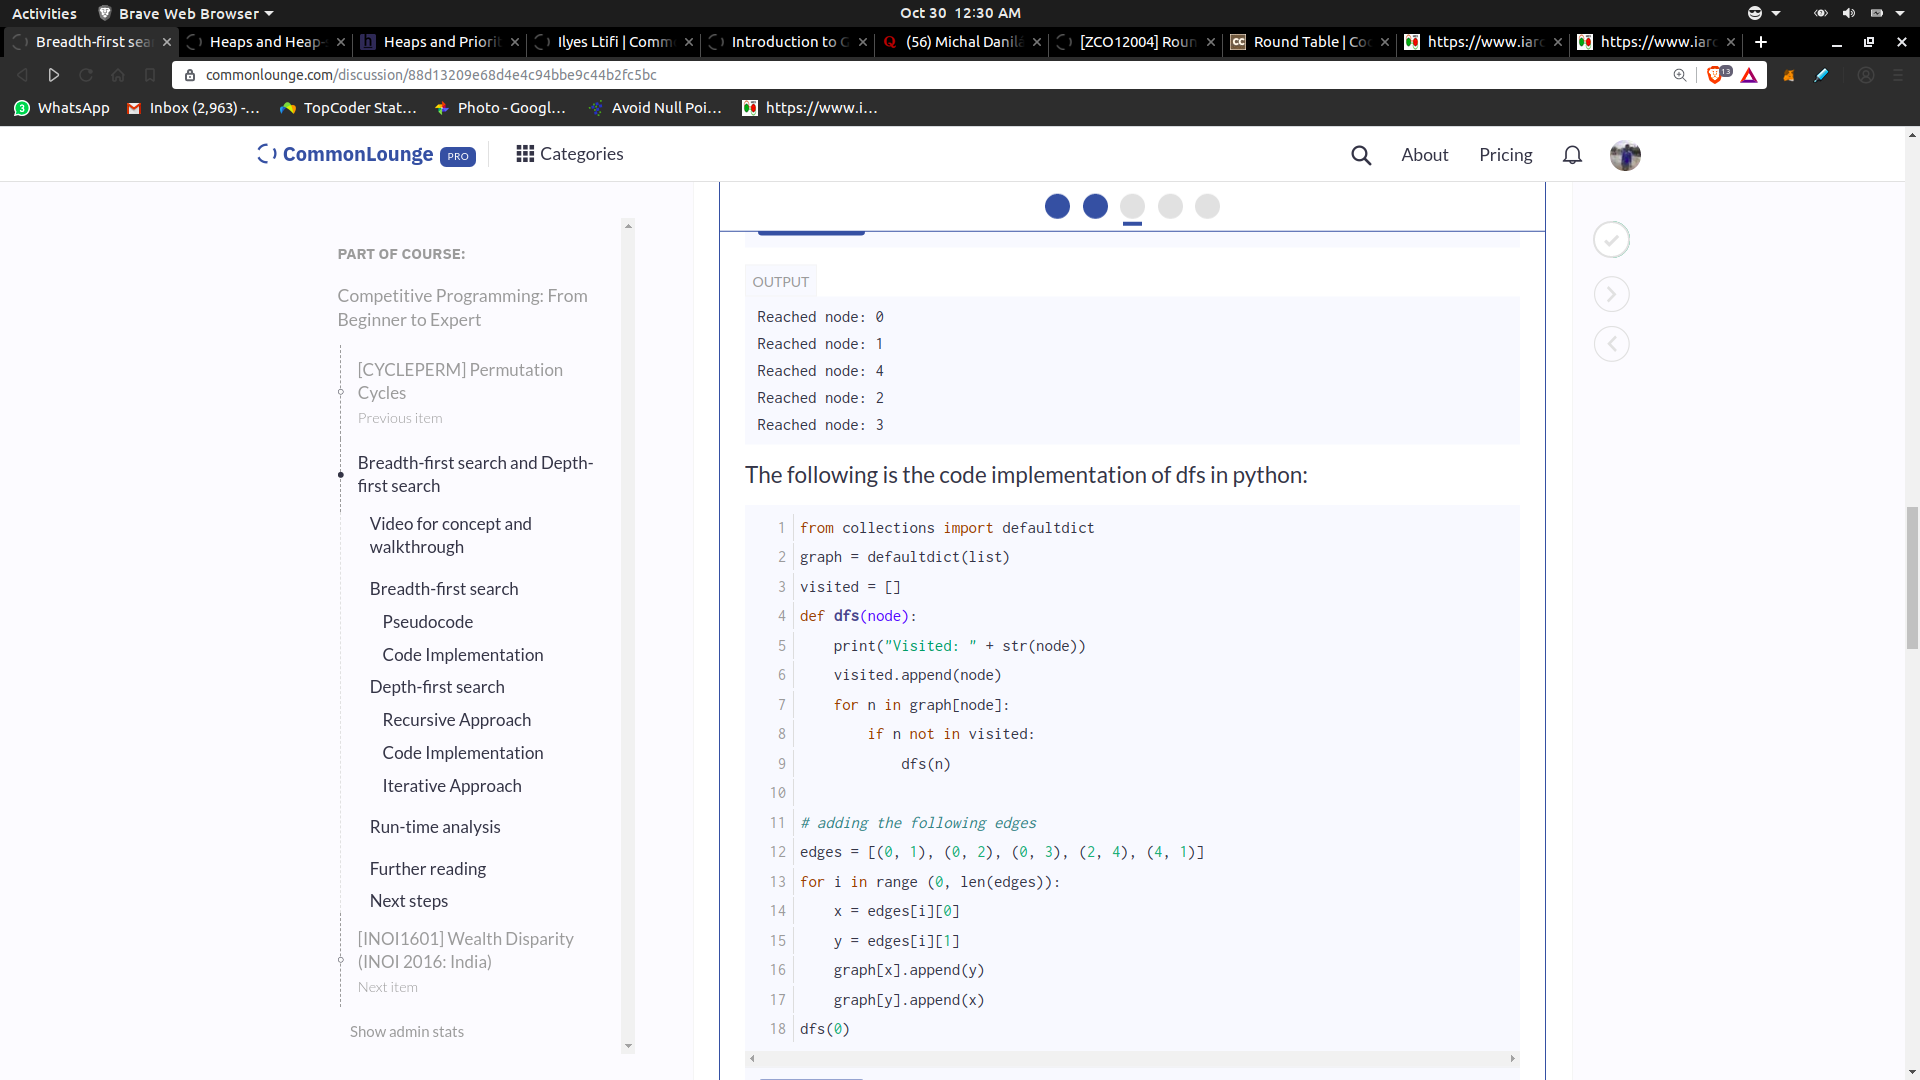 Activities Brave Web Browser Oct 30 12:30 AM
Breadth-first sear Heaps and Heap- Heaps and Priorit Ilyes Ltifi | Comm Introduction to G (56) Michal Danilá [ZCO12004] Roun Round Table | Co https://www.iarc https://www.iarc
commonlounge.com/discussion/88d13209e68d4e4c94bbe9c44b2fc5bc 13
WhatsApp Inbox (2,963) -... TopCoder Stat... Photo - Googl... Avoid Null Poi... https://www.i...
CommonLounge PRO Categories About Pricing
PART OF COURSE:
Competitive Programming: From
Beginner to Expert
[CYCLEPERM] Permutation
Cycles
Previous item
Breadth-first search and Depth-
first search
Video for concept and
walkthrough
Breadth-first search
Pseudocode
Code Implementation
Depth-first search
Recursive Approach
Code Implementation
Iterative Approach
Run-time analysis
Further reading
Next steps
[INOI1601] Wealth Disparity
(INOI 2016: India)
Next item
Show admin stats
OUTPUT
Reached node: 0
Reached node: 1
Reached node: 4
Reached node: 2
Reached node: 3
The following is the code implementation of dfs in python:
1 from collections import defaultdict
2 graph = defaultdict(list)
3 visited = []
4 def dfs(node):
5 print("Visited: " + str(node))
6 visited.append(node)
7 for n in graph[node]:
8 if n not in visited:
9 dfs(n)
10
11 # adding the following edges
12 edges = [(0, 1), (0, 2), (0, 3), (2, 4), (4, 1)]
13 for i in range (0, len(edges)):
14 x = edges[i][0]
15 y = edges[i][1]
16 graph[x].append(y)
17 graph[y].append(x)
18 dfs(0)